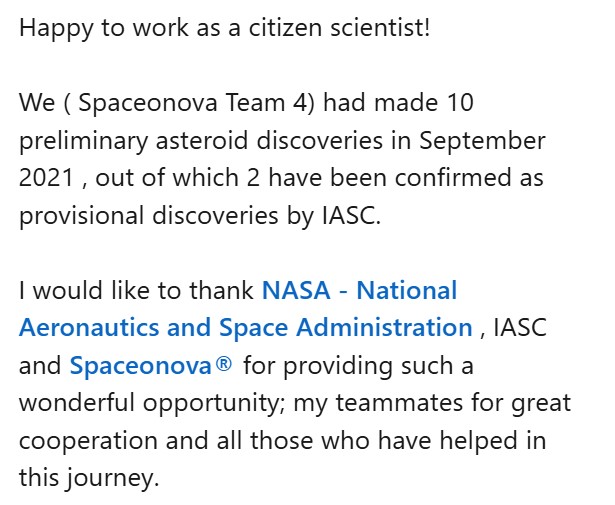 Happy to work as a citizen scientist!
We ( Spaceonova Team 4) had made 10
preliminary asteroid discoveries in September
2021 , out of which 2 have been confirmed as
provisional discoveries by IASC.
I would like to thank NASA - National
Aeronautics and Space Administration , IASC
and Spaceonova® for providing such a
wonderful opportunity; my teammates for great
cooperation and all those who have helped in
this journey.